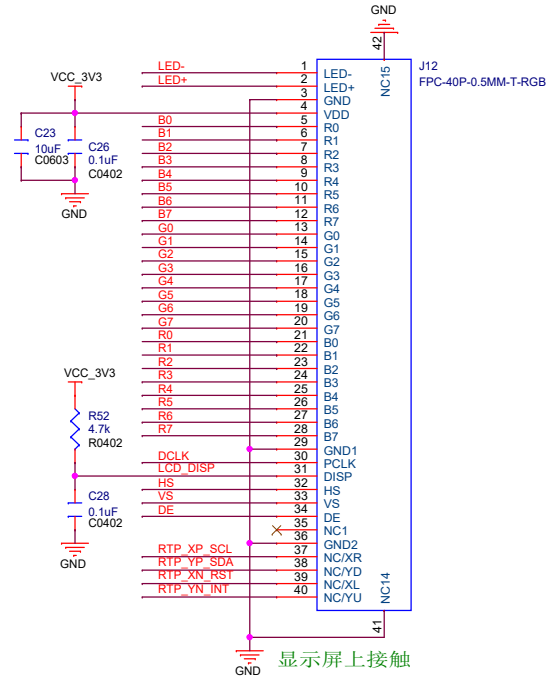 GND
42
J12
FPC-40P-0.5MM-T-RGB
NC15
VCC_3V3
C23
10uF
C0603
C26
0.1uF
C0402
GND
LED- 1 LED-
LED+ 2 LED+
3 GND
4 VDD
B0 5 R0
B1 6 R1
B2 7 R2
B3 8 R3
B4 9 R4
B5 10 R5
B6 11 R6
B7 12 R7
G0 13 G0
G1 14 G1
G2 15 G2
G3 16 G3
G4 17 G4
G5 18 G5
G6 19 G6
G7 20 G7
R0 21 B0
R1 22 B1
R2 23 B2
R3 24 B3
R4 25 B4
R5 26 B5
R6 27 B6
R7 28 B7
29 GND1
DCLK 30 PCLK
LCD_DISP 31 DISP
HS 32 HS
VS 33 VS
DE 34 DE
35 NC1
36 GND2
RTP_XP_SCL 37 NC/XR
RTP_YP_SDA 38 NC/YD
RTP_XN_RST 39 NC/XL
RTP_YN_INT 40 NC/YU
VCC_3V3
R52
4.7k
R0402
C28
0.1uF
C0402
GND
NC14
41
GND
显示屏上接触